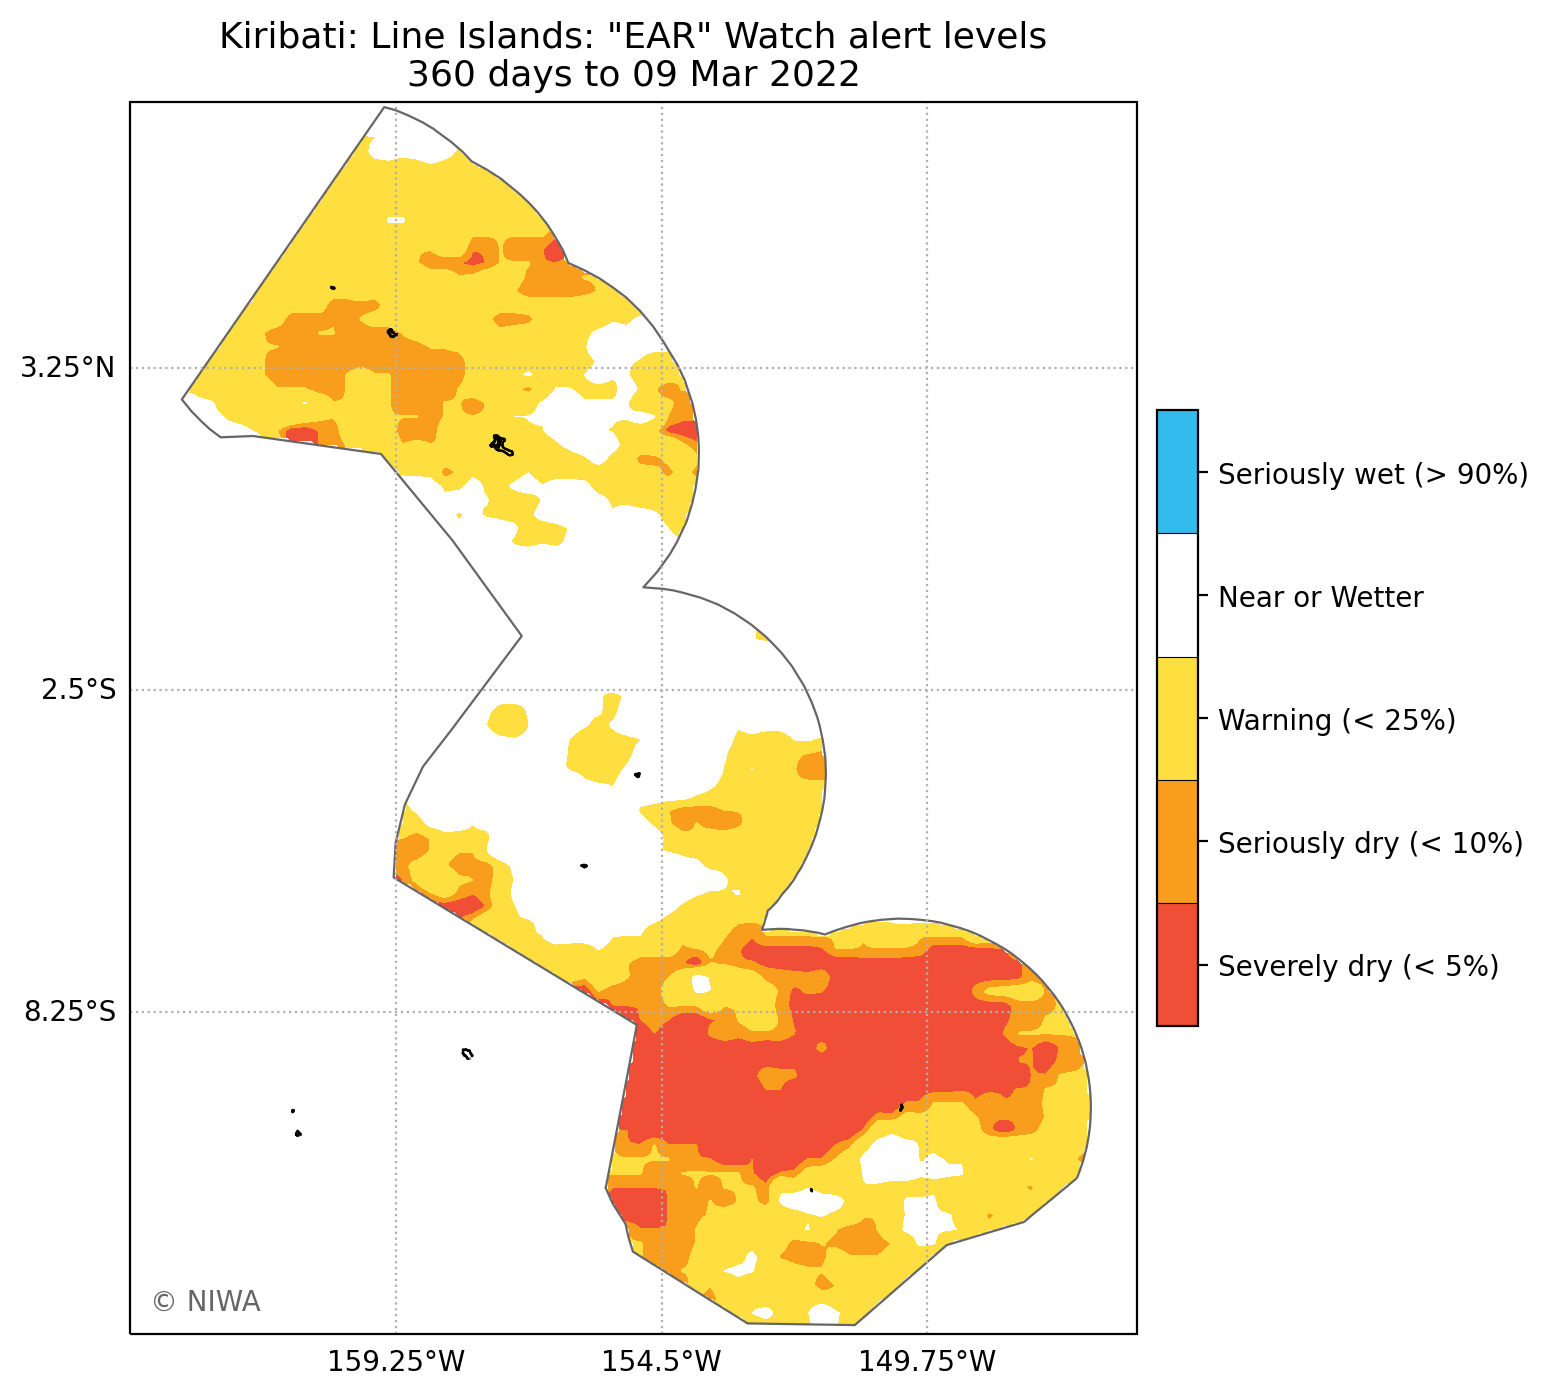 Kiribati: Line Islands: "EAR" Watch alert levels
360 days to 09 Mar 2022
3.25°N
2.5°S
8.25°S
159.25°W
154.5°W
149.75°W
© NIWA
Seriously wet (> 90%)
Near or Wetter
Warning (< 25%)
Seriously dry (< 10%)
Severely dry (< 5%)